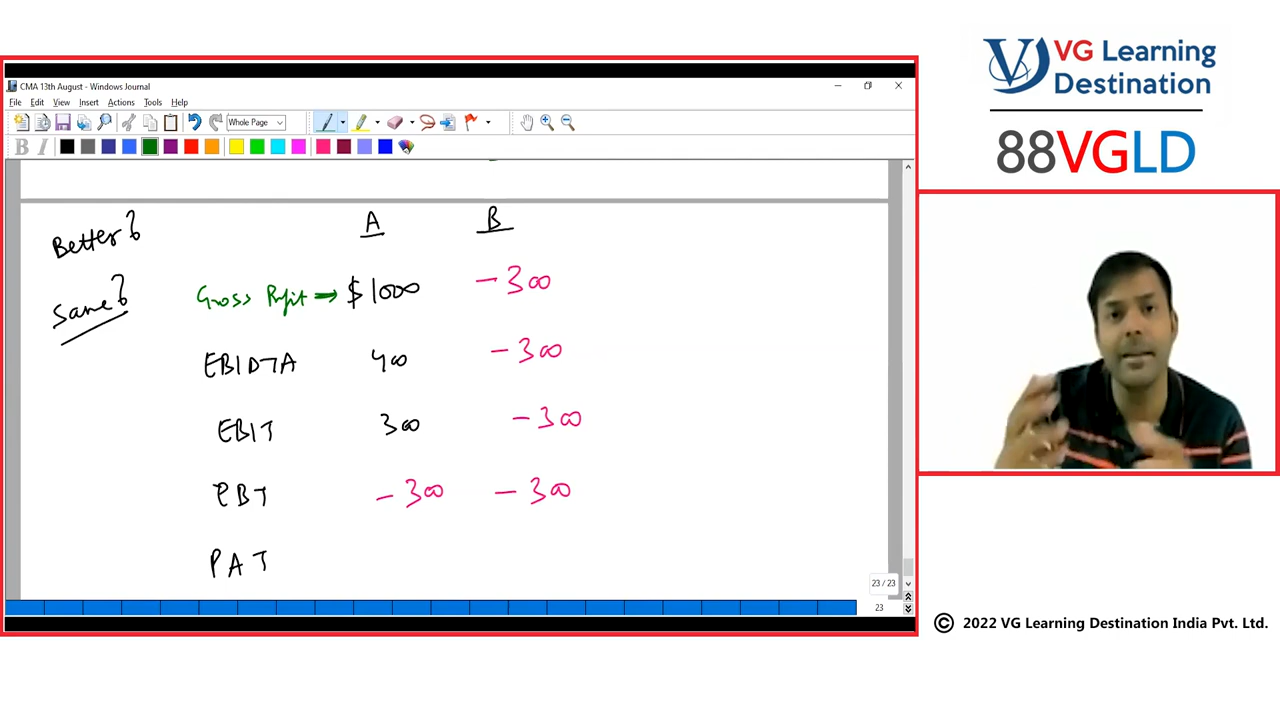 CMA 13th August - Windows Journal
File Edit View Insert Actions Tools Help
Whole Page
B I
A B
Better?
Same?
Gross Profit → $1000 -300
EBIDTA 400 -300
EBIT 300 -300
PBT -300 -300
PAT
23 / 23
23
VG Learning
Destination
88VGLD
© 2022 VG Learning Destination India Pvt. Ltd.